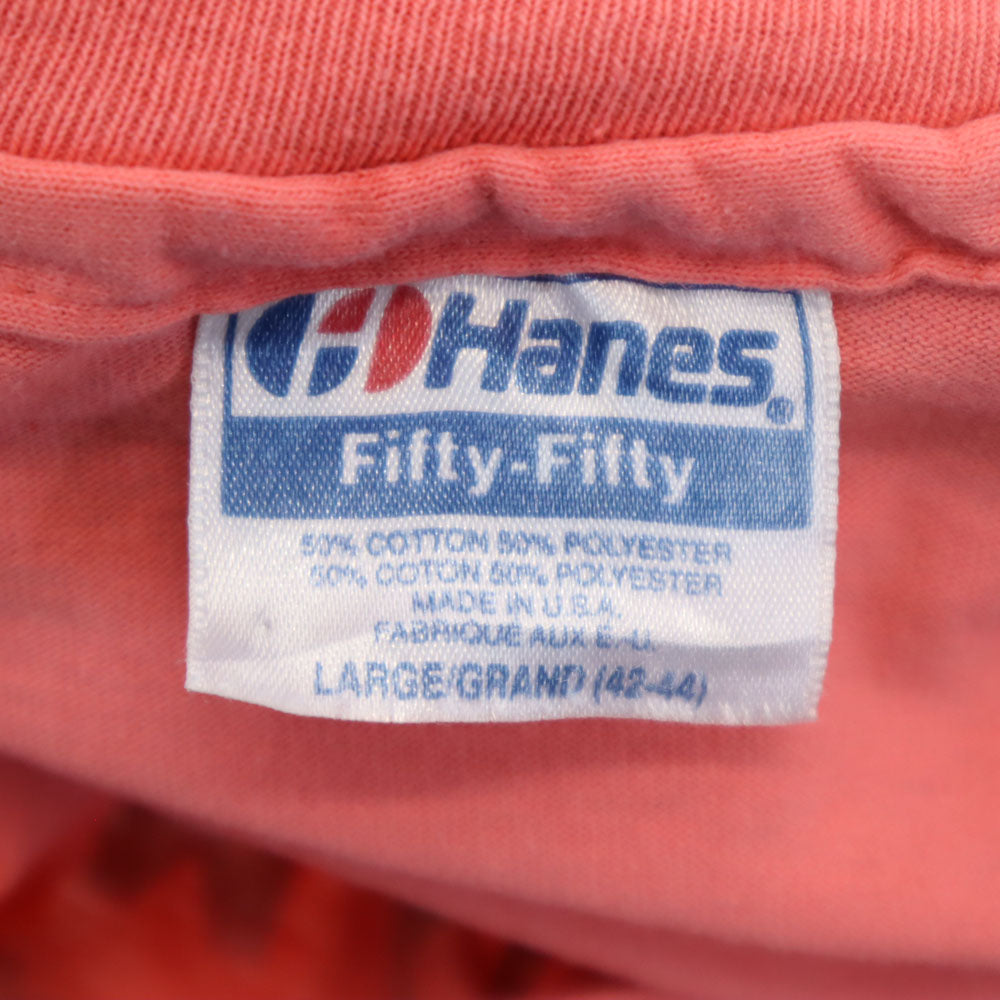 Hanes®
Fifty-Fifty
50% COTTON 50% POLYESTER
50% COTON 50% POLYESTER
MADE IN U.S.A.
FABRIQUE AUX É.-U.
LARGE/GRAND (42-44)